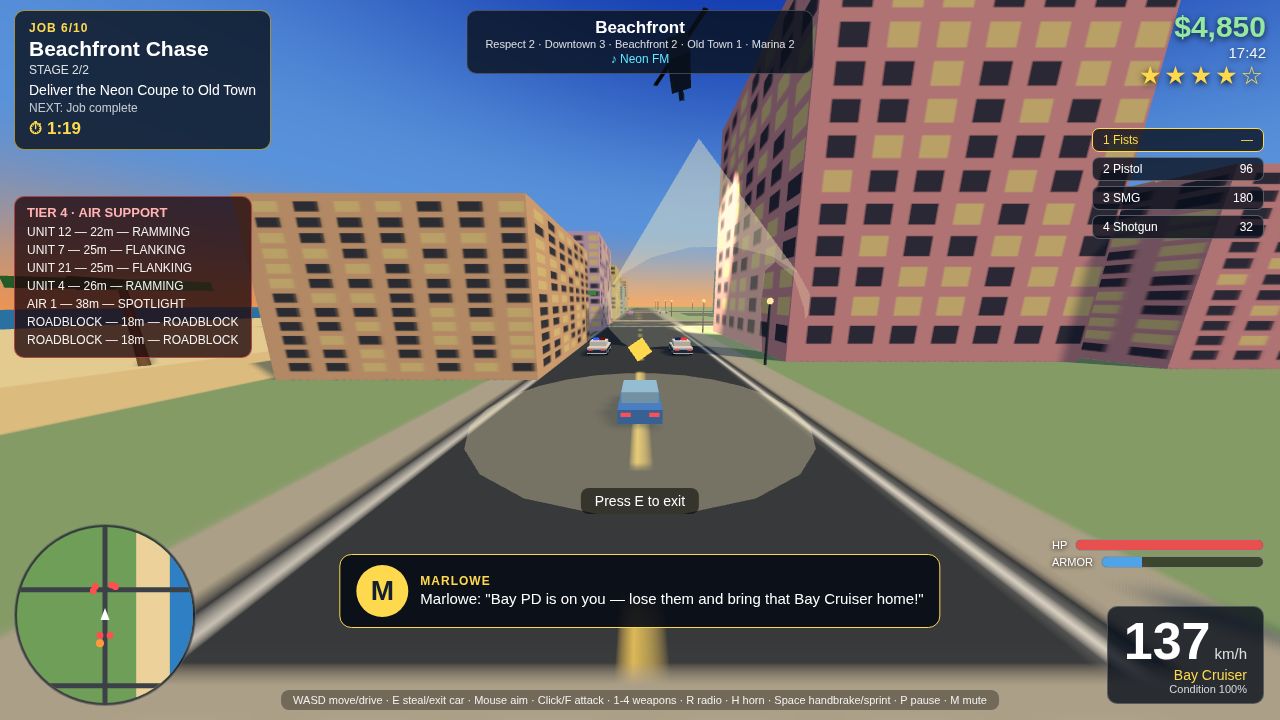 JOB 6/10
Beachfront Chase
STAGE 2/2
Deliver the Neon Coupe to Old Town
NEXT: Job complete
⏱ 1:19
Beachfront
Respect 2 · Downtown 3 · Beachfront 2 · Old Town 1 · Marina 2
♪ Neon FM
$4,850
17:42
★★★★☆
1 Fists —
2 Pistol 96
3 SMG 180
4 Shotgun 32
TIER 4 · AIR SUPPORT
UNIT 12 — 22m — RAMMING
UNIT 7 — 25m — FLANKING
UNIT 21 — 25m — FLANKING
UNIT 4 — 26m — RAMMING
AIR 1 — 38m — SPOTLIGHT
ROADBLOCK — 18m — ROADBLOCK
ROADBLOCK — 18m — ROADBLOCK
Press E to exit
M
MARLOWE
Marlowe: "Bay PD is on you — lose them and bring that Bay Cruiser home!"
HP
ARMOR
137 km/h
Bay Cruiser
Condition 100%
WASD move/drive · E steal/exit car · Mouse aim · Click/F attack · 1-4 weapons · R radio · H horn · Space handbrake/sprint · P pause · M mute